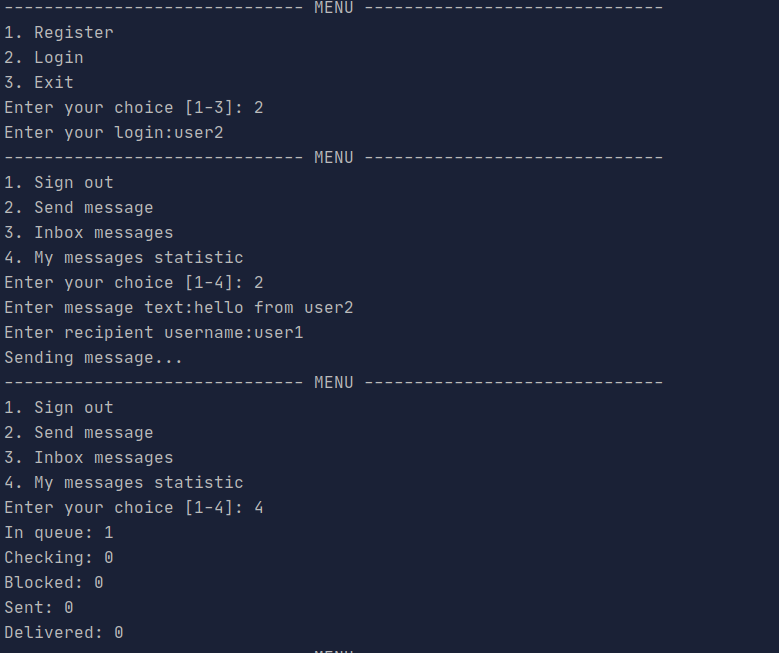 ------------------------------ MENU ------------------------------
1. Register
2. Login
3. Exit
Enter your choice [1-3]: 2
Enter your login:user2
------------------------------ MENU ------------------------------
1. Sign out
2. Send message
3. Inbox messages
4. My messages statistic
Enter your choice [1-4]: 2
Enter message text:hello from user2
Enter recipient username:user1
Sending message...
------------------------------ MENU ------------------------------
1. Sign out
2. Send message
3. Inbox messages
4. My messages statistic
Enter your choice [1-4]: 4
In queue: 1
Checking: 0
Blocked: 0
Sent: 0
Delivered: 0